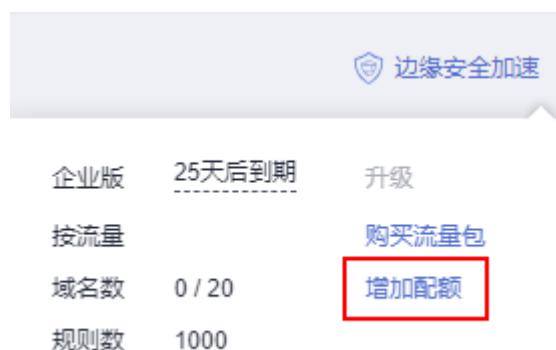 边缘安全加速
企业版 25天后到期 升级
按流量 购买流量包
域名数 0 / 20 增加配额
规则数 1000